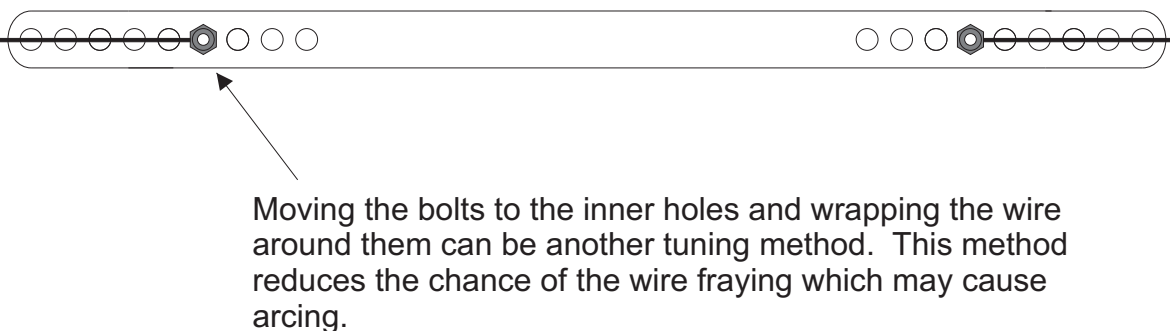 Moving the bolts to the inner holes and wrapping the wire
around them can be another tuning method.  This method
reduces the chance of the wire fraying which may cause
arcing.